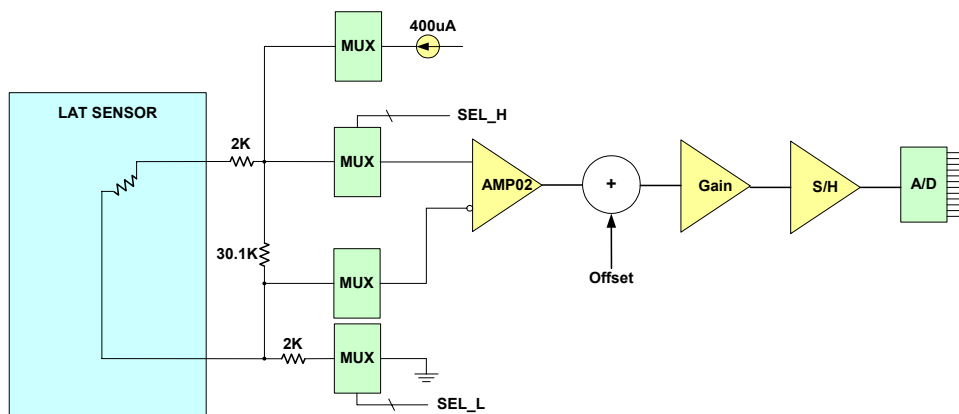 400uA
MUX
LAT SENSOR
SEL_H
2K
MUX
AMP02
+
Gain
S/H
A/D
30.1K
MUX
Offset
2K
MUX
SEL_L